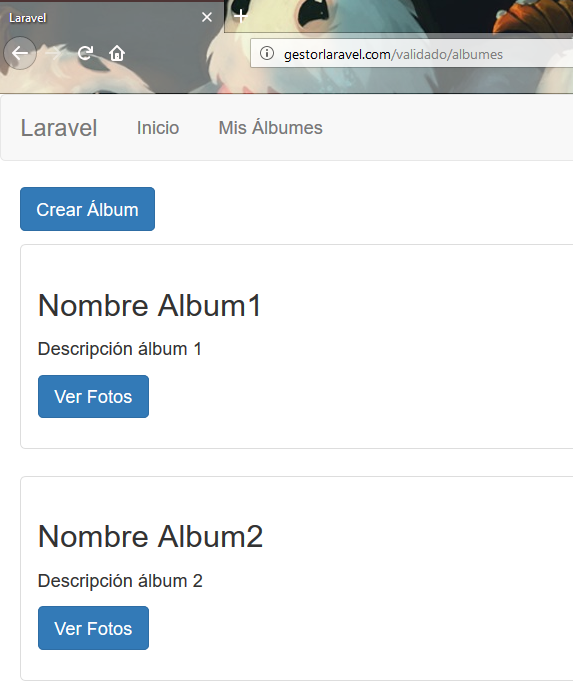 Laravel
gestorlaravel.com/validado/albumes
Laravel Inicio Mis Álbumes
Crear Álbum
Nombre Album1
Descripción álbum 1
Ver Fotos
Nombre Album2
Descripción álbum 2
Ver Fotos